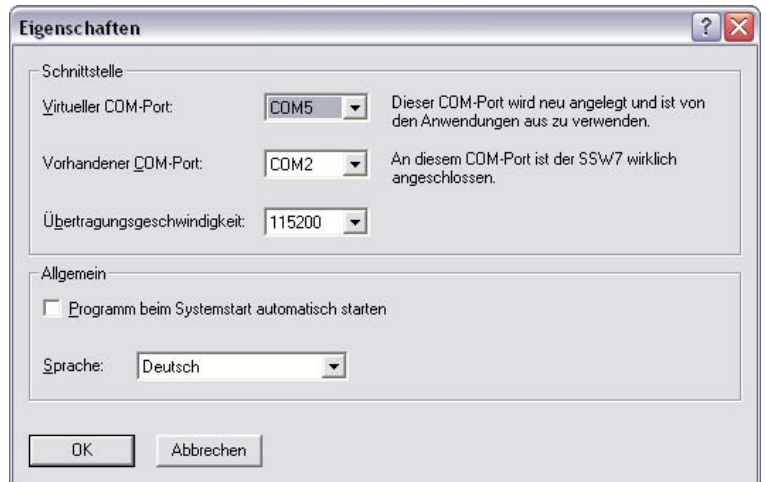 Eigenschaften
?
Schnittstelle
Virtueller COM-Port: COM5 Dieser COM-Port wird neu angelegt und ist von
den Anwendungen aus zu verwenden.
Vorhandener COM-Port: COM2 An diesem COM-Port ist der SSW7 wirklich
angeschlossen.
Übertragungsgeschwindigkeit: 115200
Allgemein
Programm beim Systemstart automatisch starten
Sprache: Deutsch
OK Abbrechen